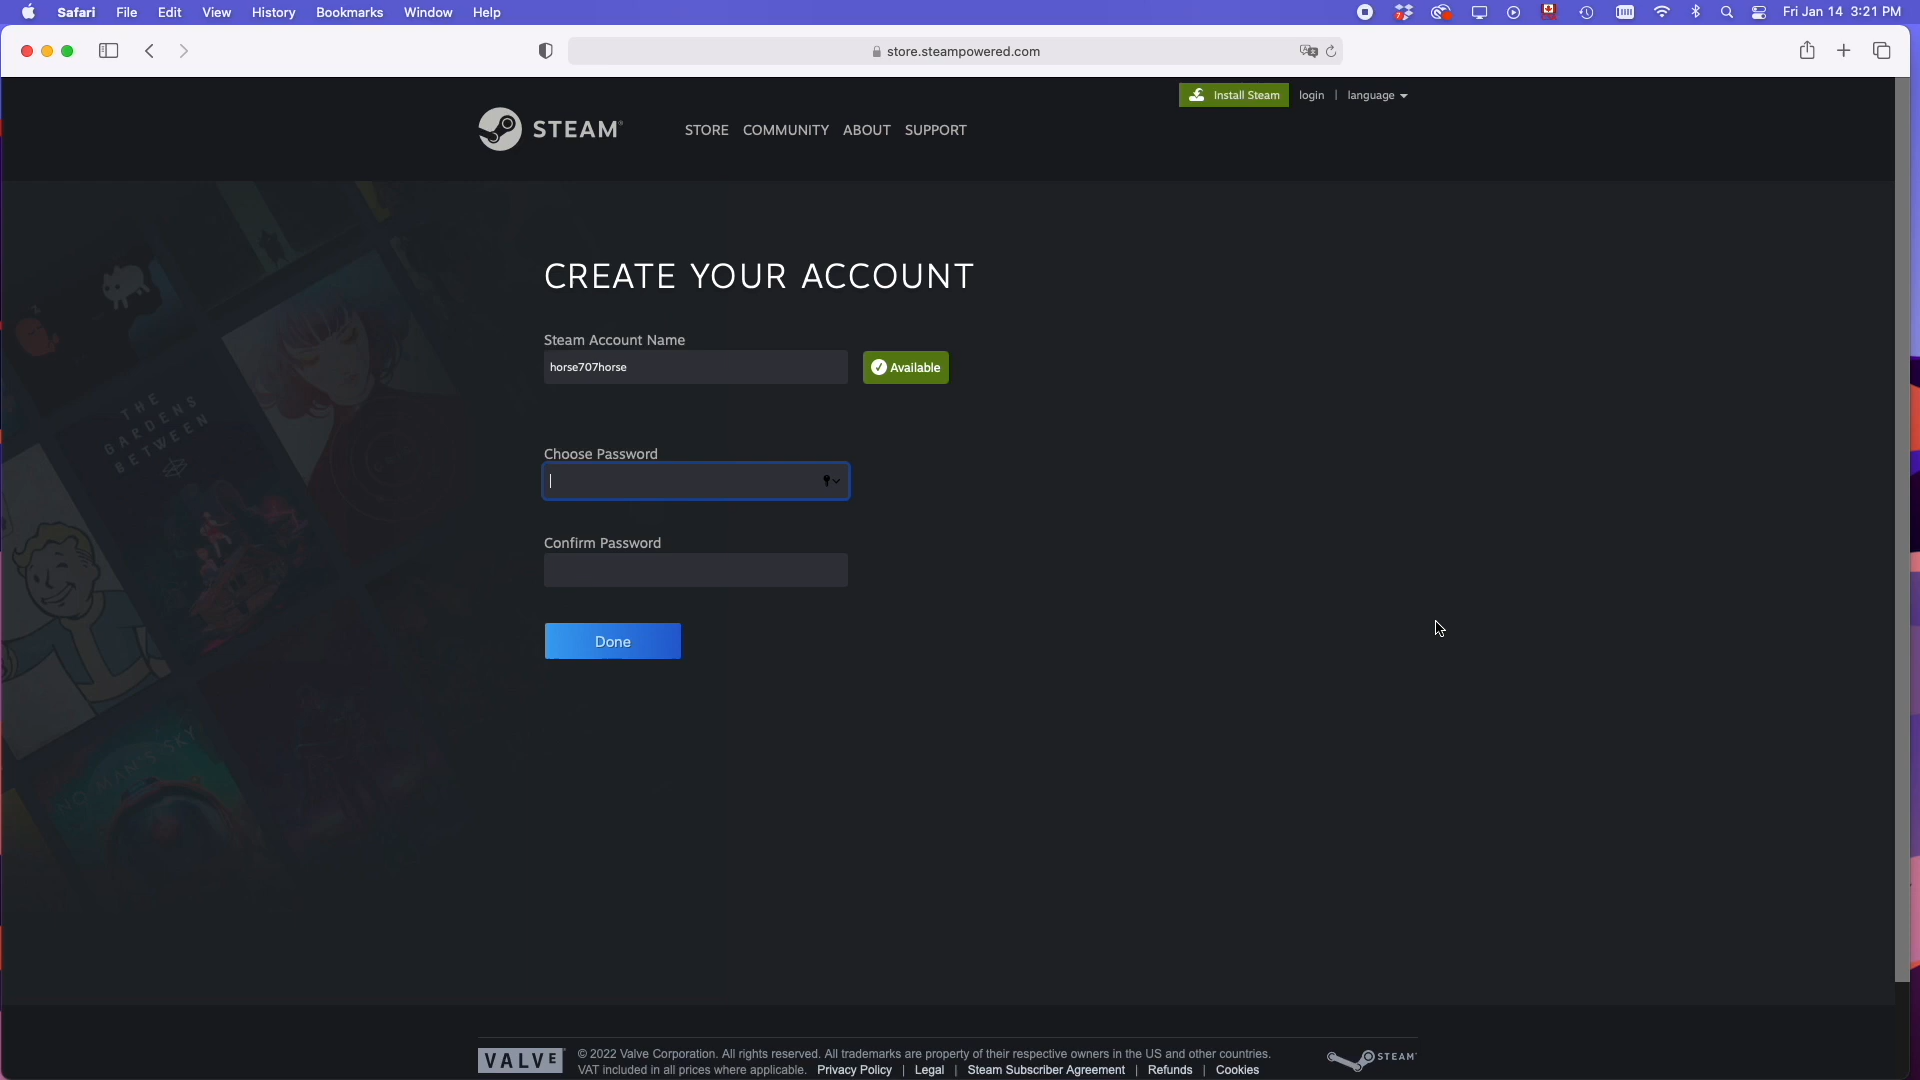 Safari File Edit View History Bookmarks Window Help
Fri Jan 14 3:21 PM
store.steampowered.com
Install Steam login | language
STEAM®
STORE COMMUNITY ABOUT SUPPORT
CREATE YOUR ACCOUNT
Steam Account Name
horse707horse
Available
Choose Password
Confirm Password
Done
THE
GARDENS
BETWEEN
NO MAN'S SKY
VALVE
© 2022 Valve Corporation. All rights reserved. All trademarks are property of their respective owners in the US and other countries.
VAT included in all prices where applicable. Privacy Policy | Legal | Steam Subscriber Agreement | Refunds | Cookies
STEAM